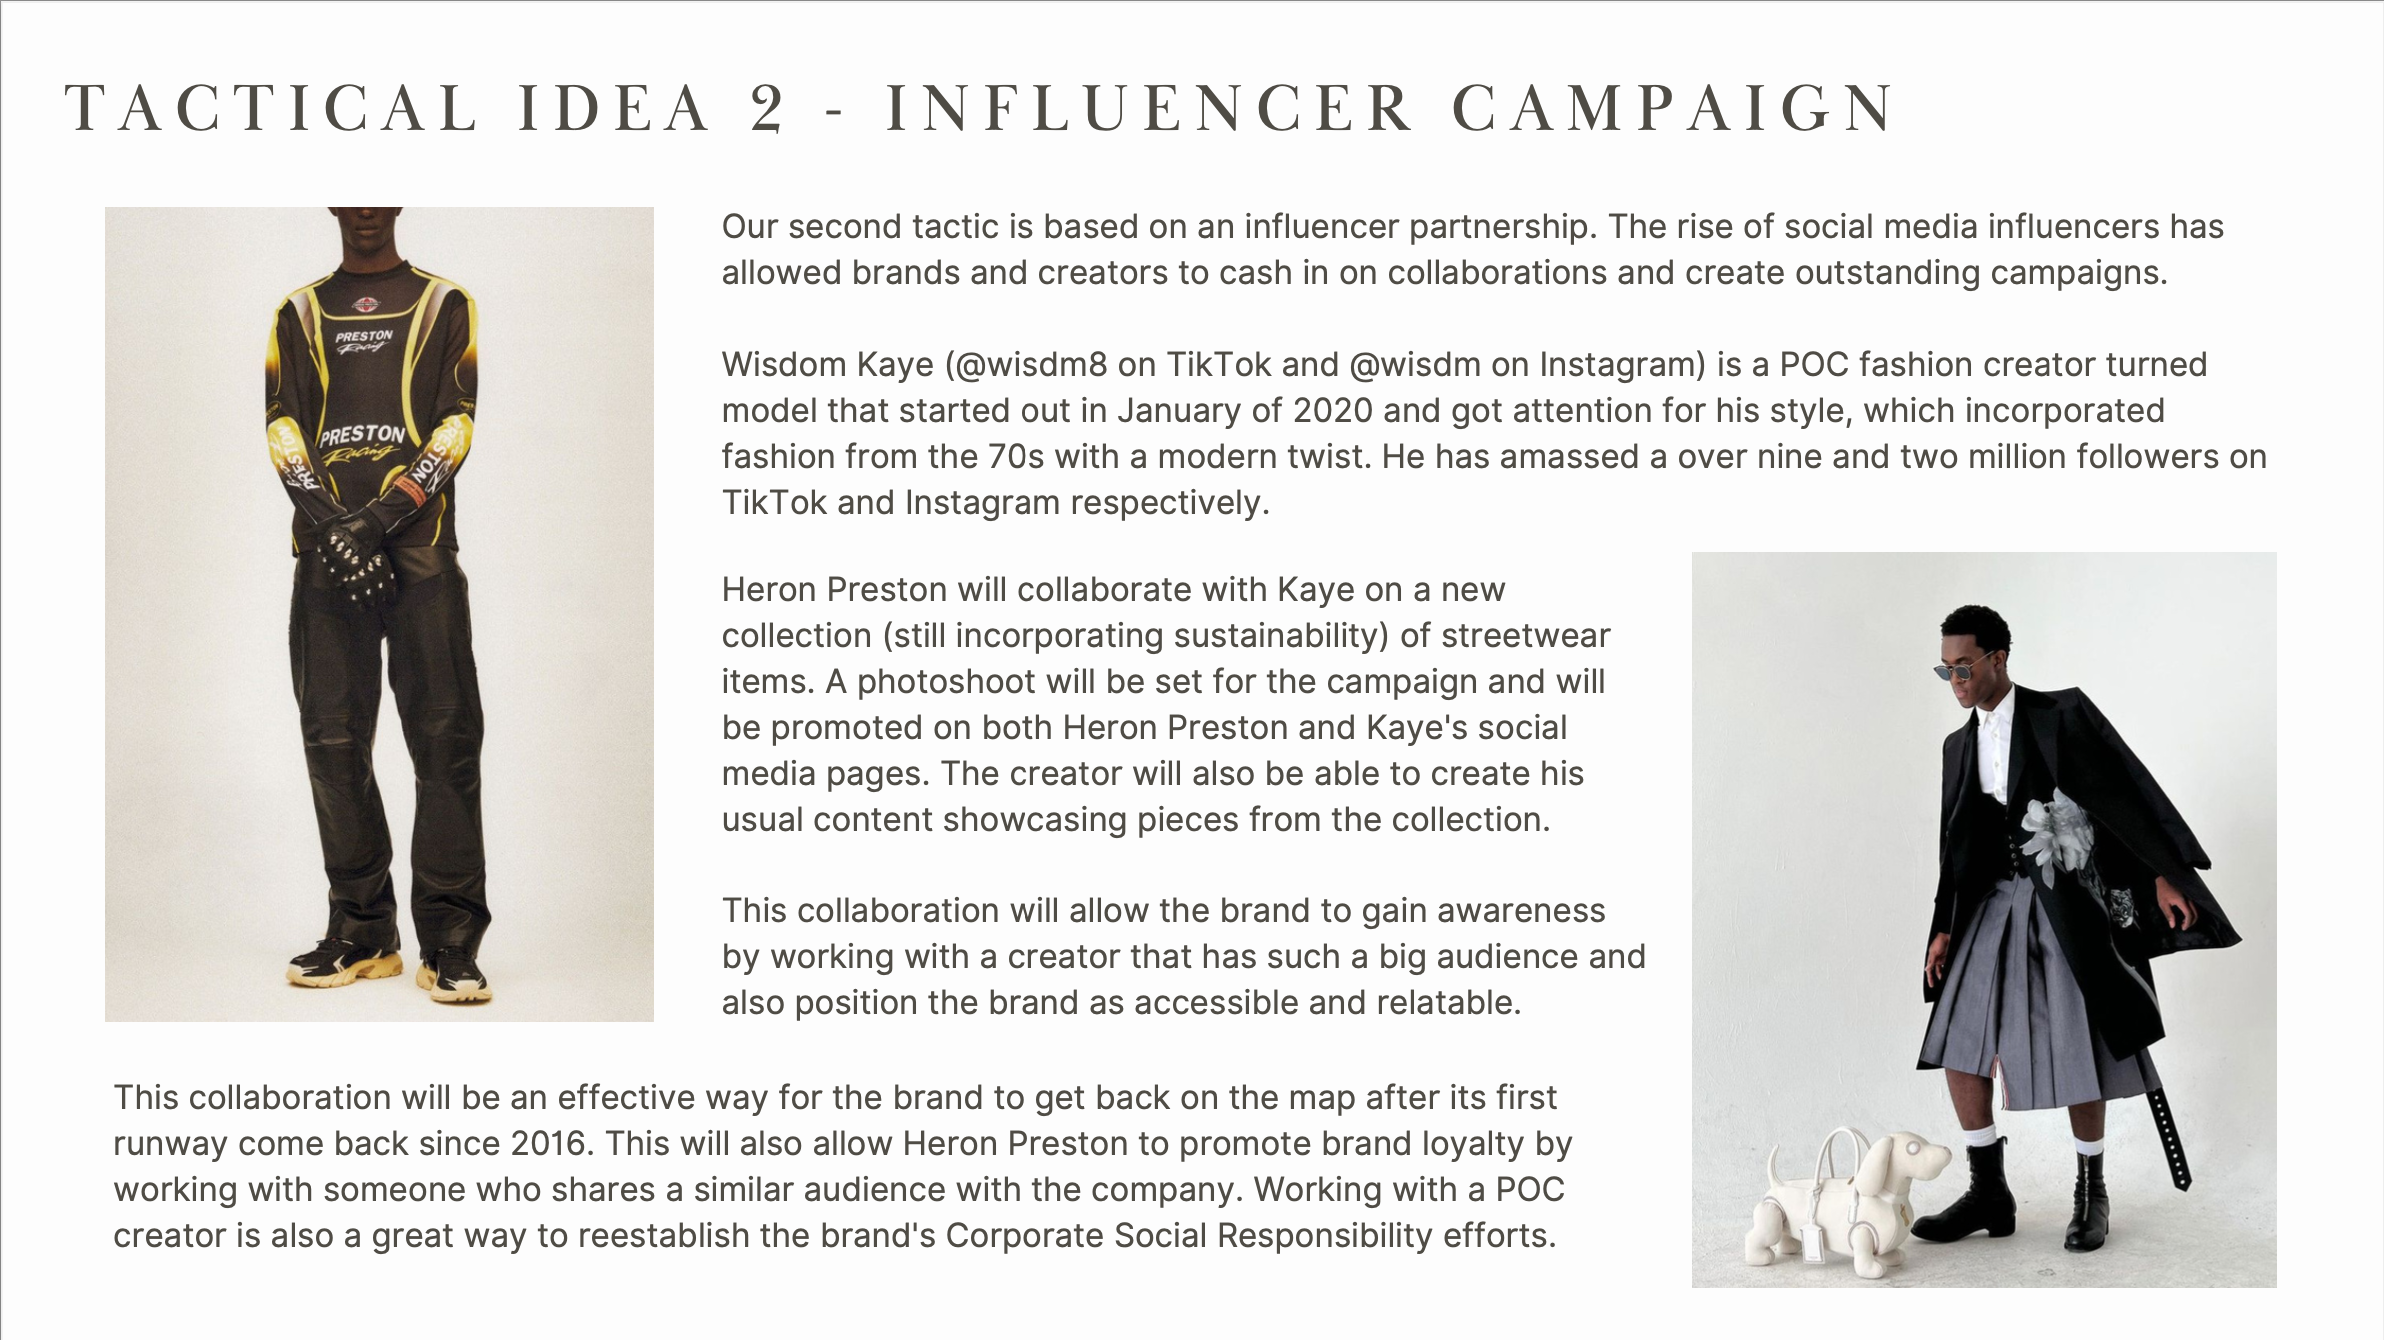 TACTICAL IDEA 2 - INFLUENCER CAMPAIGN
Our second tactic is based on an influencer partnership. The rise of social media influencers has
allowed brands and creators to cash in on collaborations and create outstanding campaigns.
Wisdom Kaye (@wisdm8 on TikTok and @wisdm on Instagram) is a POC fashion creator turned
model that started out in January of 2020 and got attention for his style, which incorporated
fashion from the 70s with a modern twist. He has amassed a over nine and two million followers on
TikTok and Instagram respectively.
Heron Preston will collaborate with Kaye on a new
collection (still incorporating sustainability) of streetwear
items. A photoshoot will be set for the campaign and will
be promoted on both Heron Preston and Kaye's social
media pages. The creator will also be able to create his
usual content showcasing pieces from the collection.
This collaboration will allow the brand to gain awareness
by working with a creator that has such a big audience and
also position the brand as accessible and relatable.
This collaboration will be an effective way for the brand to get back on the map after its first
runway come back since 2016. This will also allow Heron Preston to promote brand loyalty by
working with someone who shares a similar audience with the company. Working with a POC
creator is also a great way to reestablish the brand's Corporate Social Responsibility efforts.
PRESTON
Racing
PRESTON
Racing
PRESTON
PRESTON